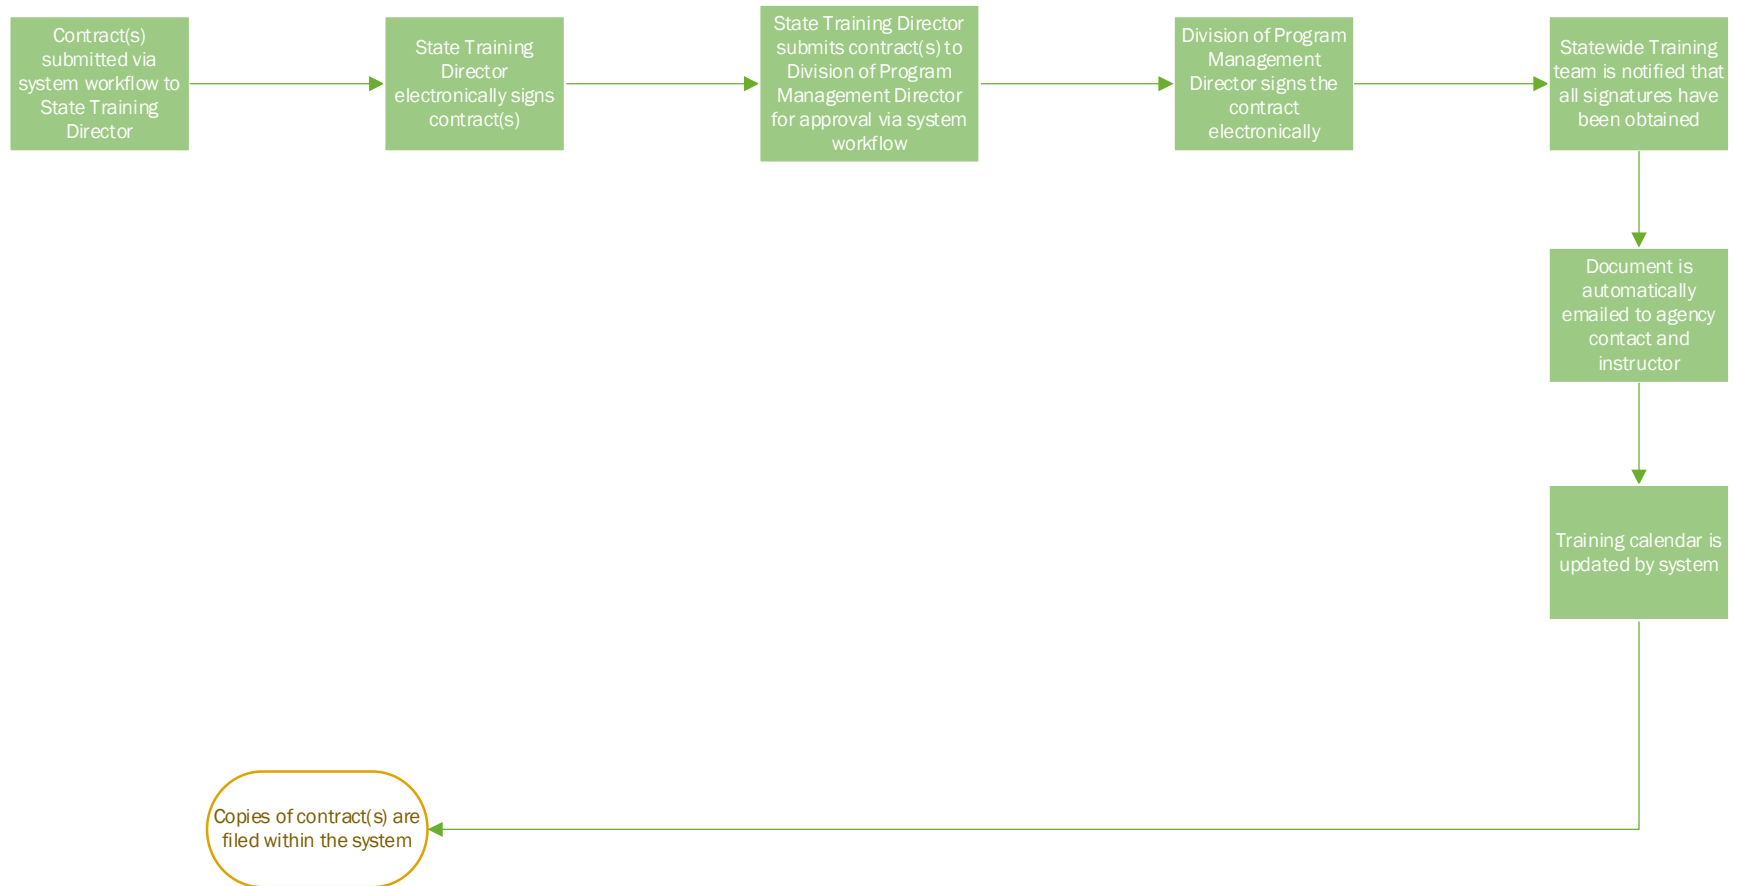 Contract(s)
submitted via
system workflow to
State Training
Director
State Training
Director
electronically signs
contract(s)
State Training Director
submits contract(s) to
Division of Program
Management Director
for approval via system
workflow
Division of Program
Management
Director signs the
contract
electronically
Statewide Training
team is notified that
all signatures have
been obtained
Document is
automatically
emailed to agency
contact and
instructor
Training calendar is
updated by system
Copies of contract(s) are
filed within the system